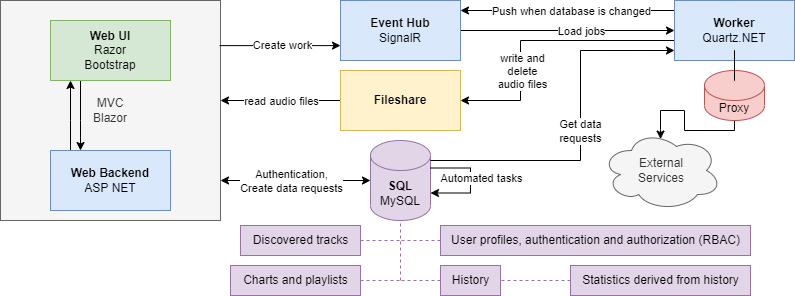 Web UI
Razor
Bootstrap
MVC
Blazor
Web Backend
ASP NET
Create work
Event Hub
SignalR
Push when database is changed
Load jobs
Worker
Quartz.NET
write and
delete
audio files
read audio files
Fileshare
Proxy
Get data
requests
External
Services
Authentication,
Create data requests
SQL
MySQL
Automated tasks
Discovered tracks
User profiles, authentication and authorization (RBAC)
Charts and playlists
History
Statistics derived from history